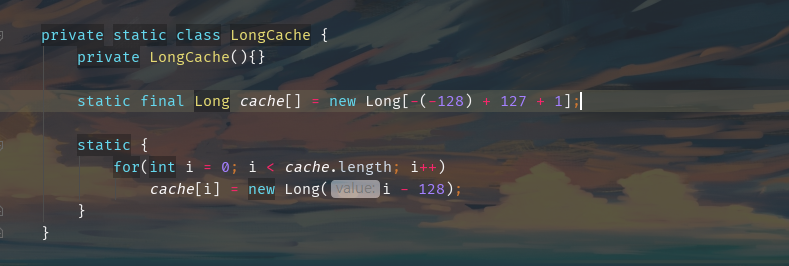 private static class LongCache {
    private LongCache(){}
    static final Long cache[] = new Long[-(-128) + 127 + 1];
    static {
        for(int i = 0; i < cache.length; i++)
            cache[i] = new Long( value: i - 128);
    }
}